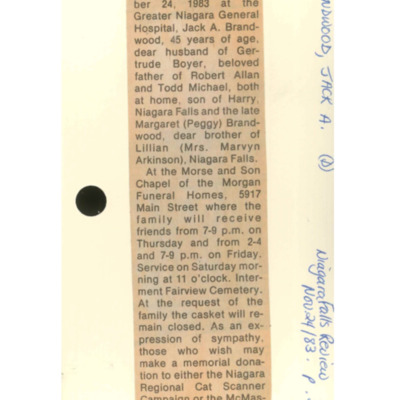 ber 24, 1983 at the
Greater Niagara General
Hospital, Jack A. Brand-
wood, 45 years of age,
dear husband of Ger-
trude Boyer, beloved
father of Robert Allan
and Todd Michael, both
at home, son of Harry,
Niagara Falls and the late
Margaret (Peggy) Brand-
wood, dear brother of
Lillian (Mrs. Marvyn
Arkinson), Niagara Falls.
At the Morse and Son
Chapel of the Morgan
Funeral Homes, 5917
Main Street where the
family will receive
friends from 7-9 p.m. on
Thursday and from 2-4
and 7-9 p.m. on Friday.
Service on Saturday mor-
ning at 11 o'clock. Inter-
ment Fairview Cemetery.
At the request of the
family the casket will re-
main closed. As an ex-
pression of sympathy,
those who wish may
make a memorial dona-
tion to either the Niagara
Regional Cat Scanner
Campaign or the McMas-
NDWOOD, JACK A. (d)
Niagara Falls Review
Nov. 24/83. P.